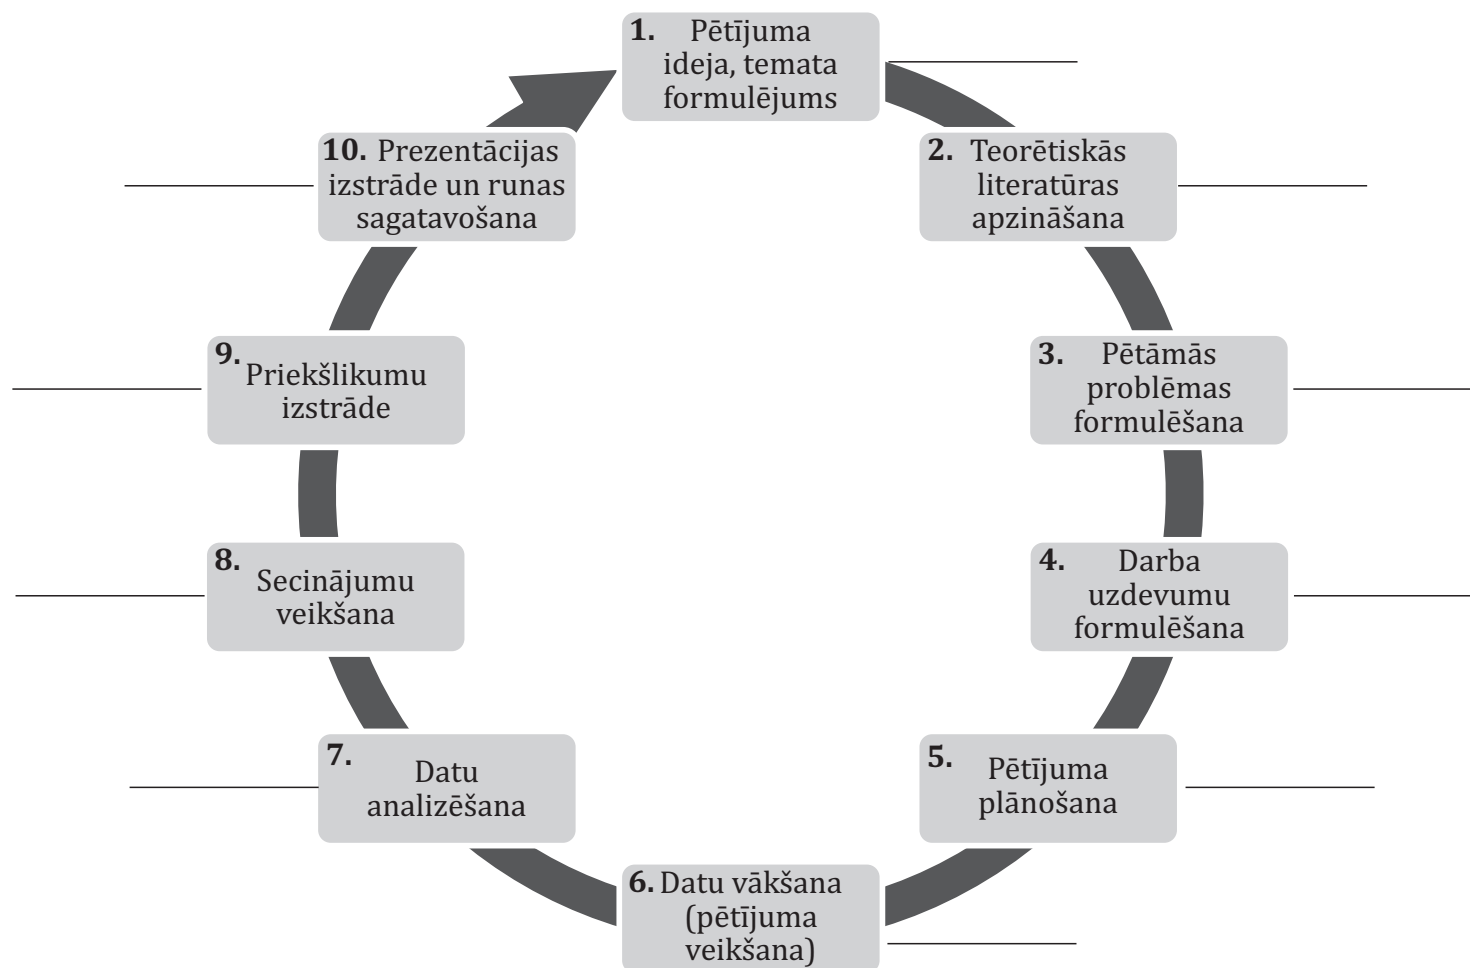 1. Pētījuma
ideja, temata
formulējums
2. Teorētiskās
literatūras
apzināšana
3. Pētāmās
problēmas
formulēšana
4. Darba
uzdevumu
formulēšana
5. Pētījuma
plānošana
6. Datu vākšana
(pētījuma
veikšana)
7. Datu
analizēšana
8. Secinājumu
veikšana
9. Priekšlikumu
izstrāde
10. Prezentācijas
izstrāde un runas
sagatavošana